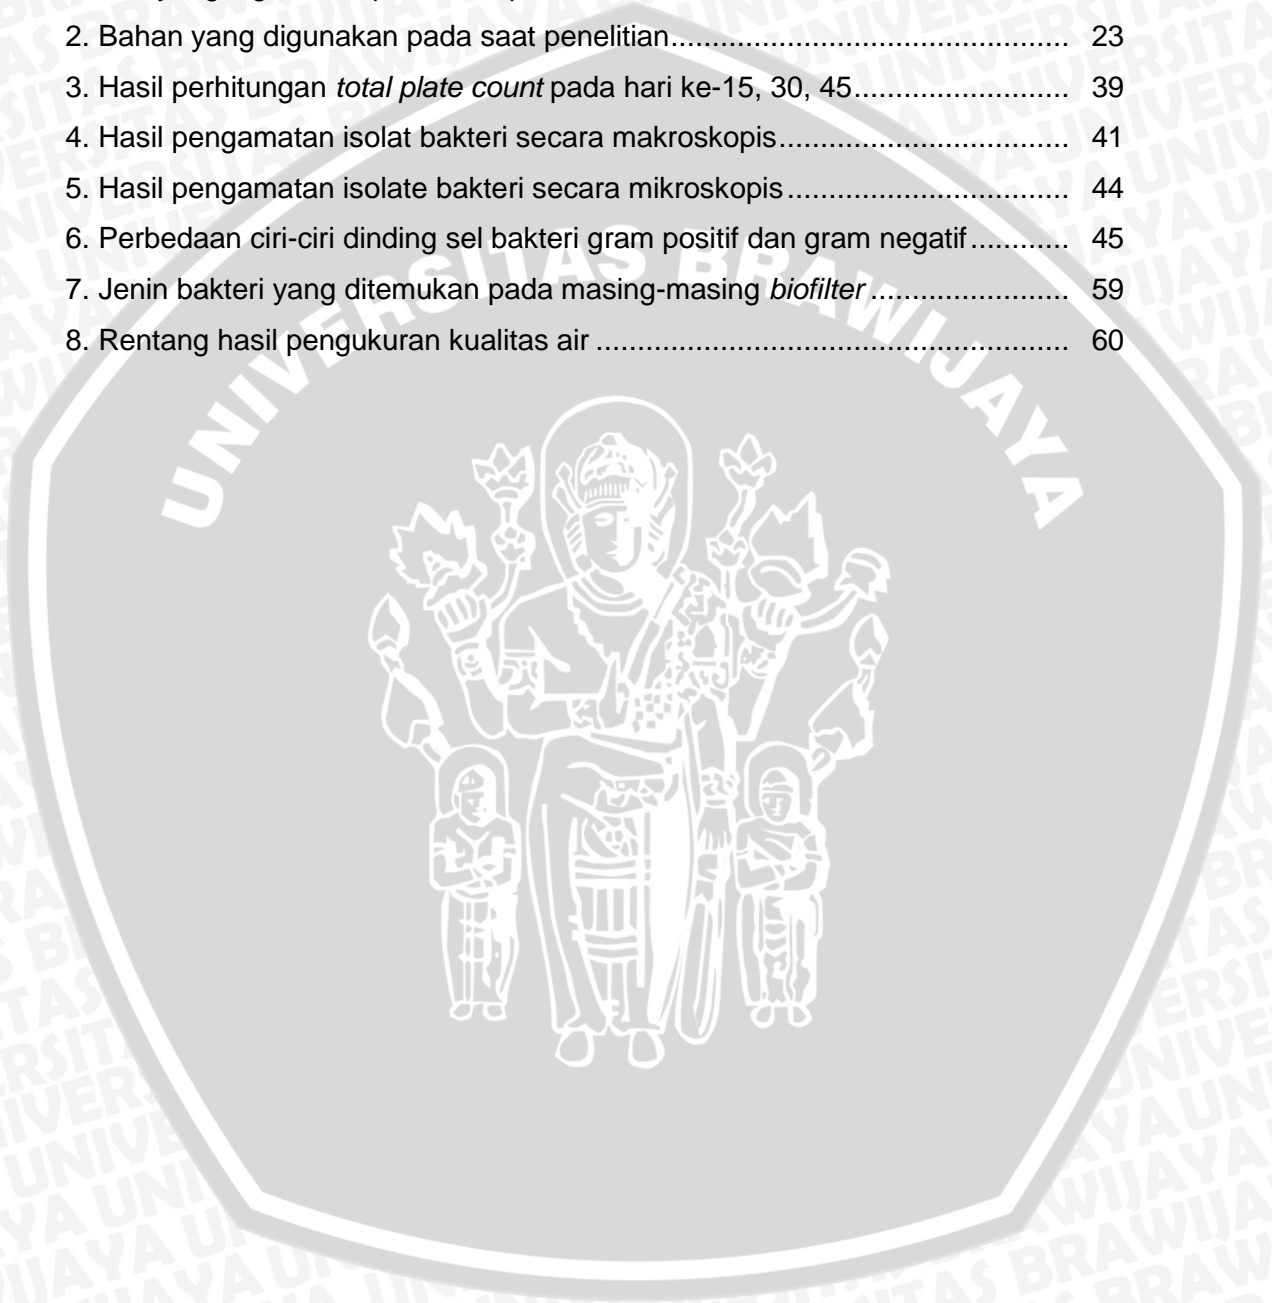 2. Bahan yang digunakan pada saat penelitian............................................ 23
3. Hasil perhitungan total plate count pada hari ke-15, 30, 45........................ 39
4. Hasil pengamatan isolat bakteri secara makroskopis................................ 41
5. Hasil pengamatan isolate bakteri secara mikroskopis............................... 44
6. Perbedaan ciri-ciri dinding sel bakteri gram positif dan gram negatif........... 45
7. Jenin bakteri yang ditemukan pada masing-masing biofilter...................... 59
8. Rentang hasil pengukuran kualitas air.................................................... 60
UNIVERSITAS BRAWIJAYA